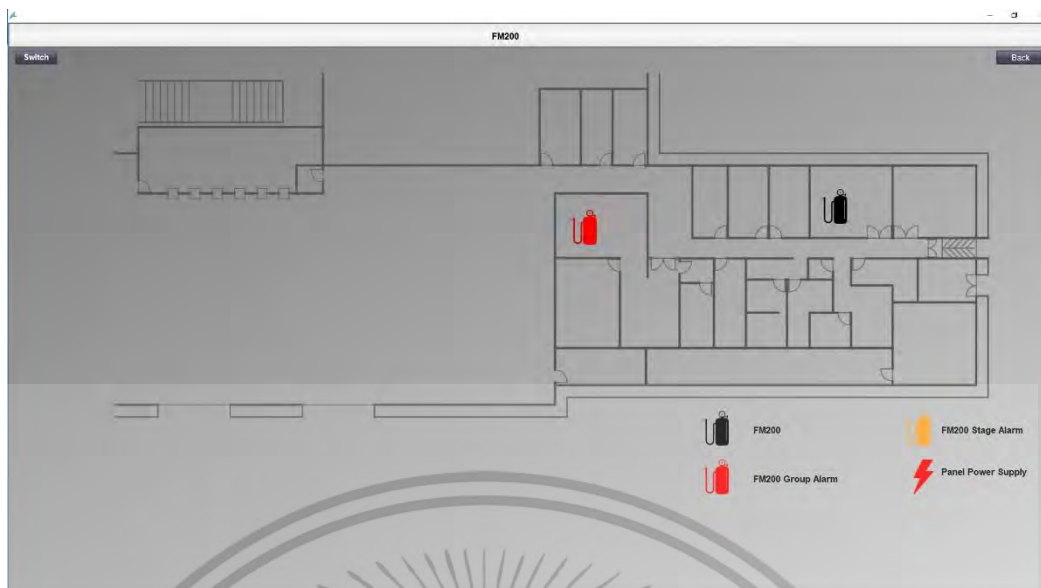 FM200
Switch
Back
FM200
FM200 Stage Alarm
FM200 Group Alarm
Panel Power Supply